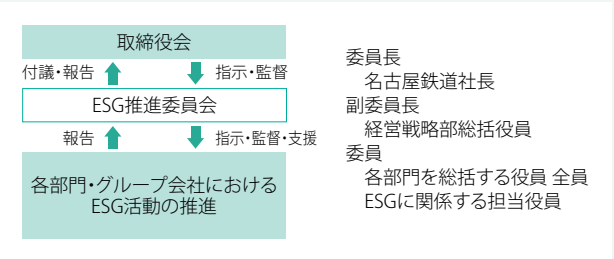 取締役会
付議・報告
指示・監督
ESG推進委員会
報告
指示・監督・支援
各部門・グループ会社における
ESG活動の推進
委員長
名古屋鉄道社長
副委員長
経営戦略部総括役員
委員
各部門を総括する役員 全員
ESGに関係する担当役員